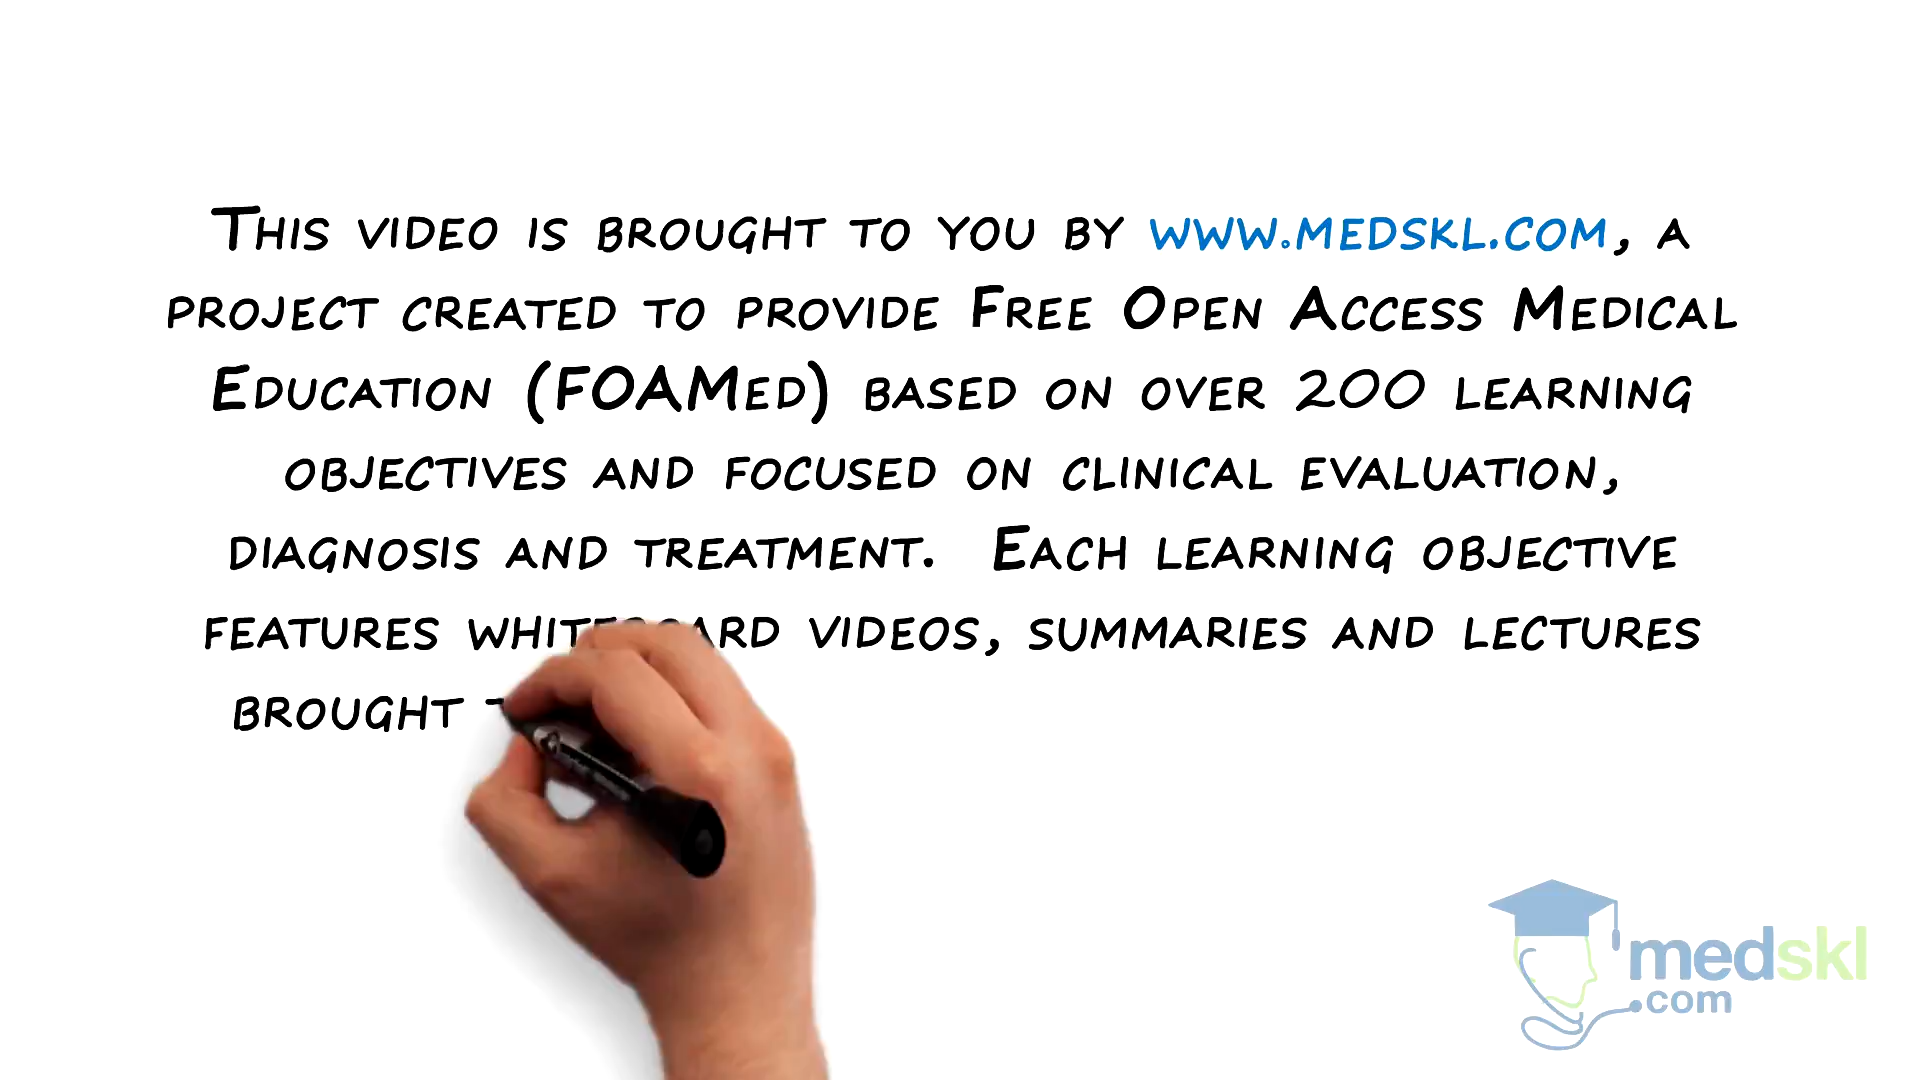 This video is brought to you by www.medskl.com, a
project created to provide Free Open Access Medical
Education (FOAMed) based on over 200 learning
objectives and focused on clinical evaluation,
diagnosis and treatment. Each learning objective
features whiteboard videos, summaries and lectures
brought
medskl
.com